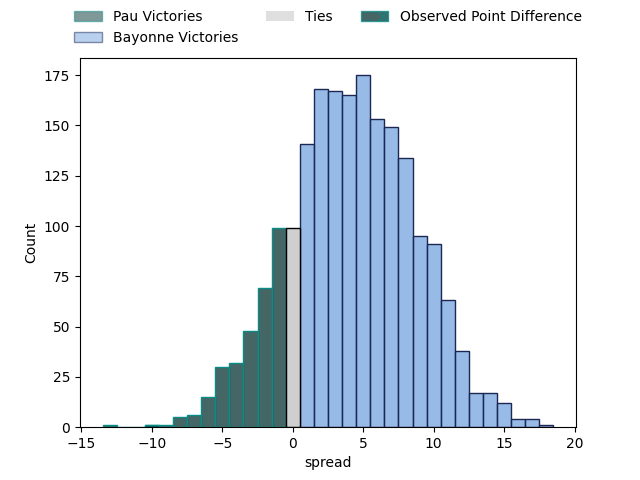 Pau Victories
Bayonne Victories
Ties
Observed Point Difference
Count
175
150
125
100
75
50
25
0
−15 −10 −5 0 5 10 15 20
spread